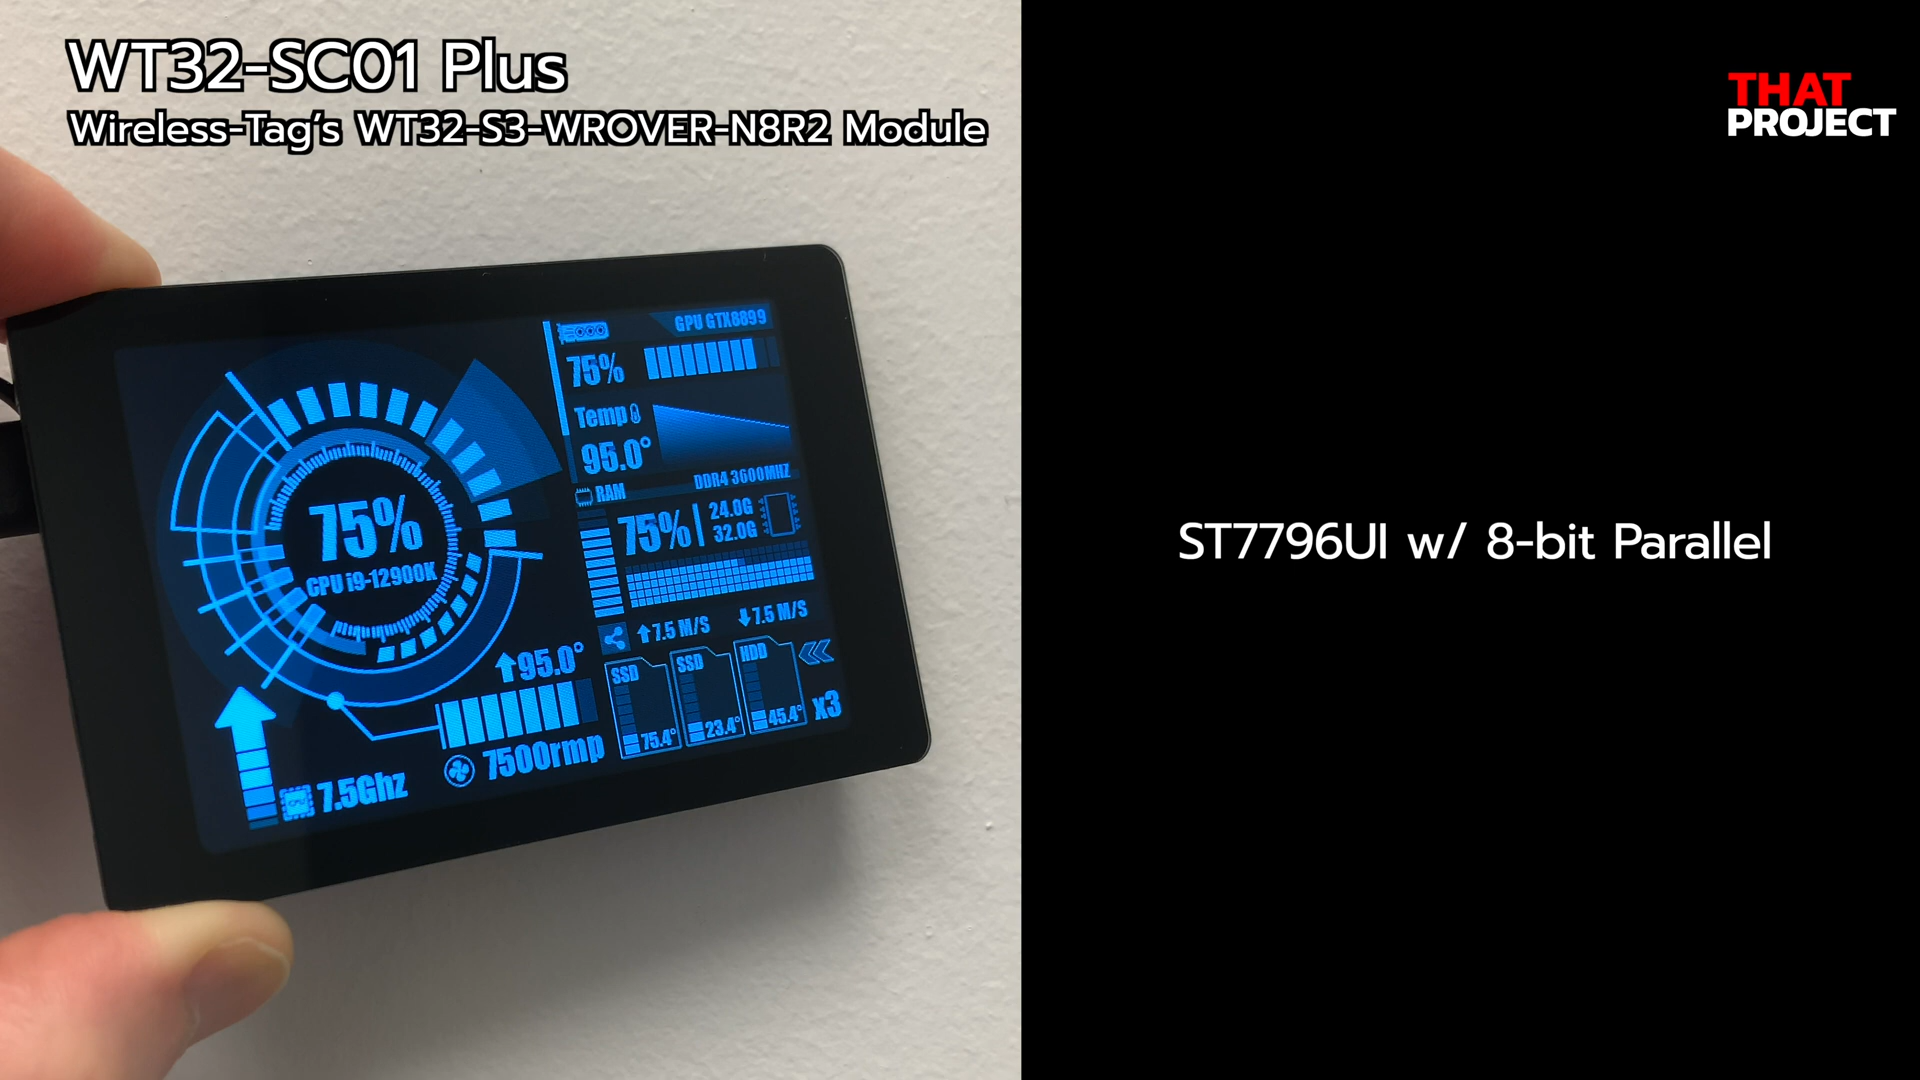 WT32-SC01 Plus
Wireless-Tag's WT32-S3-WROVER-N8R2 Module
THAT
PROJECT
GPU GTX8899
75%
Temp
95.0°
RAM
DDR4 3600MHZ
75%
24.0G
32.0G
75%
CPU i9-12900K
7.5 M/S
7.5 M/S
95.0°
SSD
SSD
HDD
75.4°
23.4°
45.4°
x3
7500rmp
CPU
7.5Ghz
ST7796UI w/ 8-bit Parallel